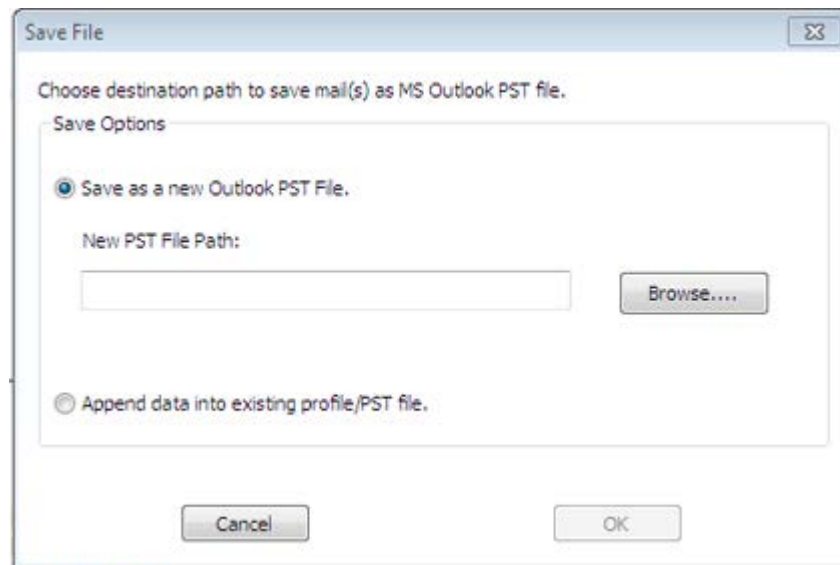 Save File
Choose destination path to save mail(s) as MS Outlook PST file.
Save Options
Save as a new Outlook PST File.
New PST File Path:
Browse....
Append data into existing profile/PST file.
Cancel
OK